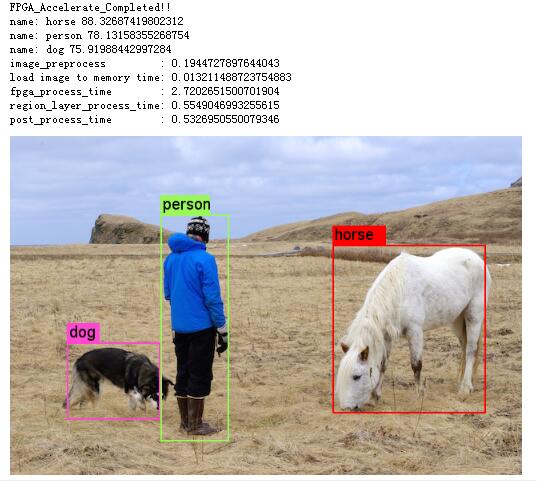 FPGA_Accelerate_Completed!!
name: horse 88.32687419802312
name: person 78.13158355268754
name: dog 75.91988442997284
image_preprocess : 0.1944727897644043
load image to memory time: 0.013211488723754883
fpga_process_time : 2.7202651500701904
region_layer_process_time: 0.5549046993255615
post_process_time : 0.5326950550079346
person
horse
dog